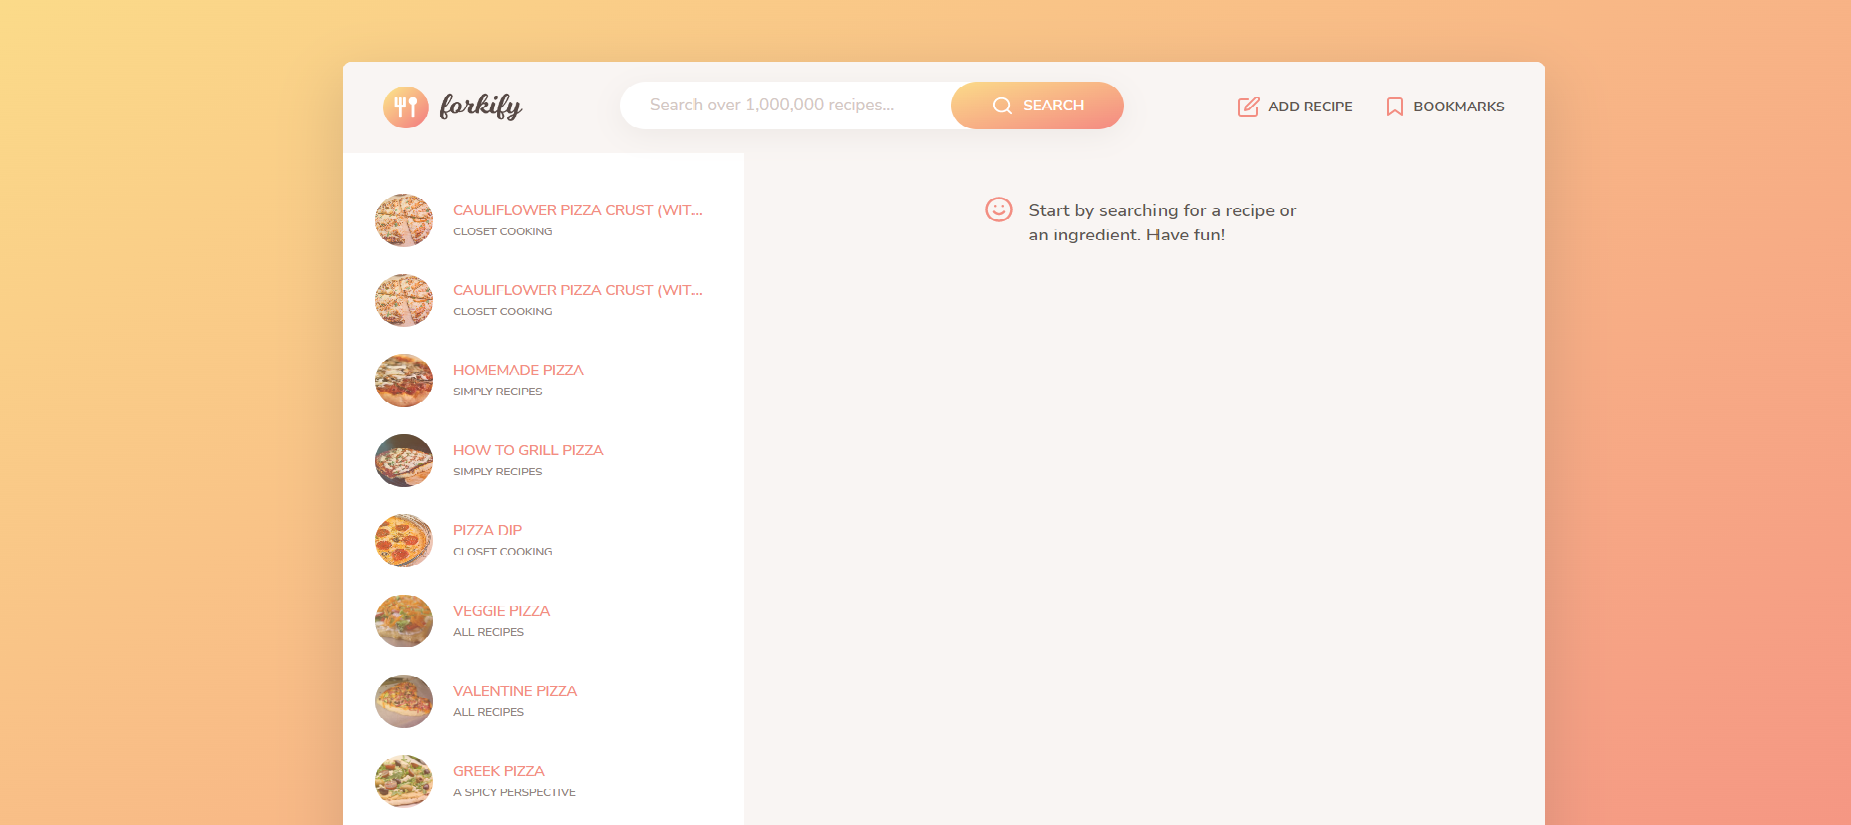 forkify
Search over 1,000,000 recipes...
SEARCH
ADD RECIPE
BOOKMARKS
CAULIFLOWER PIZZA CRUST (WIT...
CLOSET COOKING
CAULIFLOWER PIZZA CRUST (WIT...
CLOSET COOKING
HOMEMADE PIZZA
SIMPLY RECIPES
HOW TO GRILL PIZZA
SIMPLY RECIPES
PIZZA DIP
CLOSET COOKING
VEGGIE PIZZA
ALL RECIPES
VALENTINE PIZZA
ALL RECIPES
GREEK PIZZA
A SPICY PERSPECTIVE
Start by searching for a recipe or
an ingredient. Have fun!